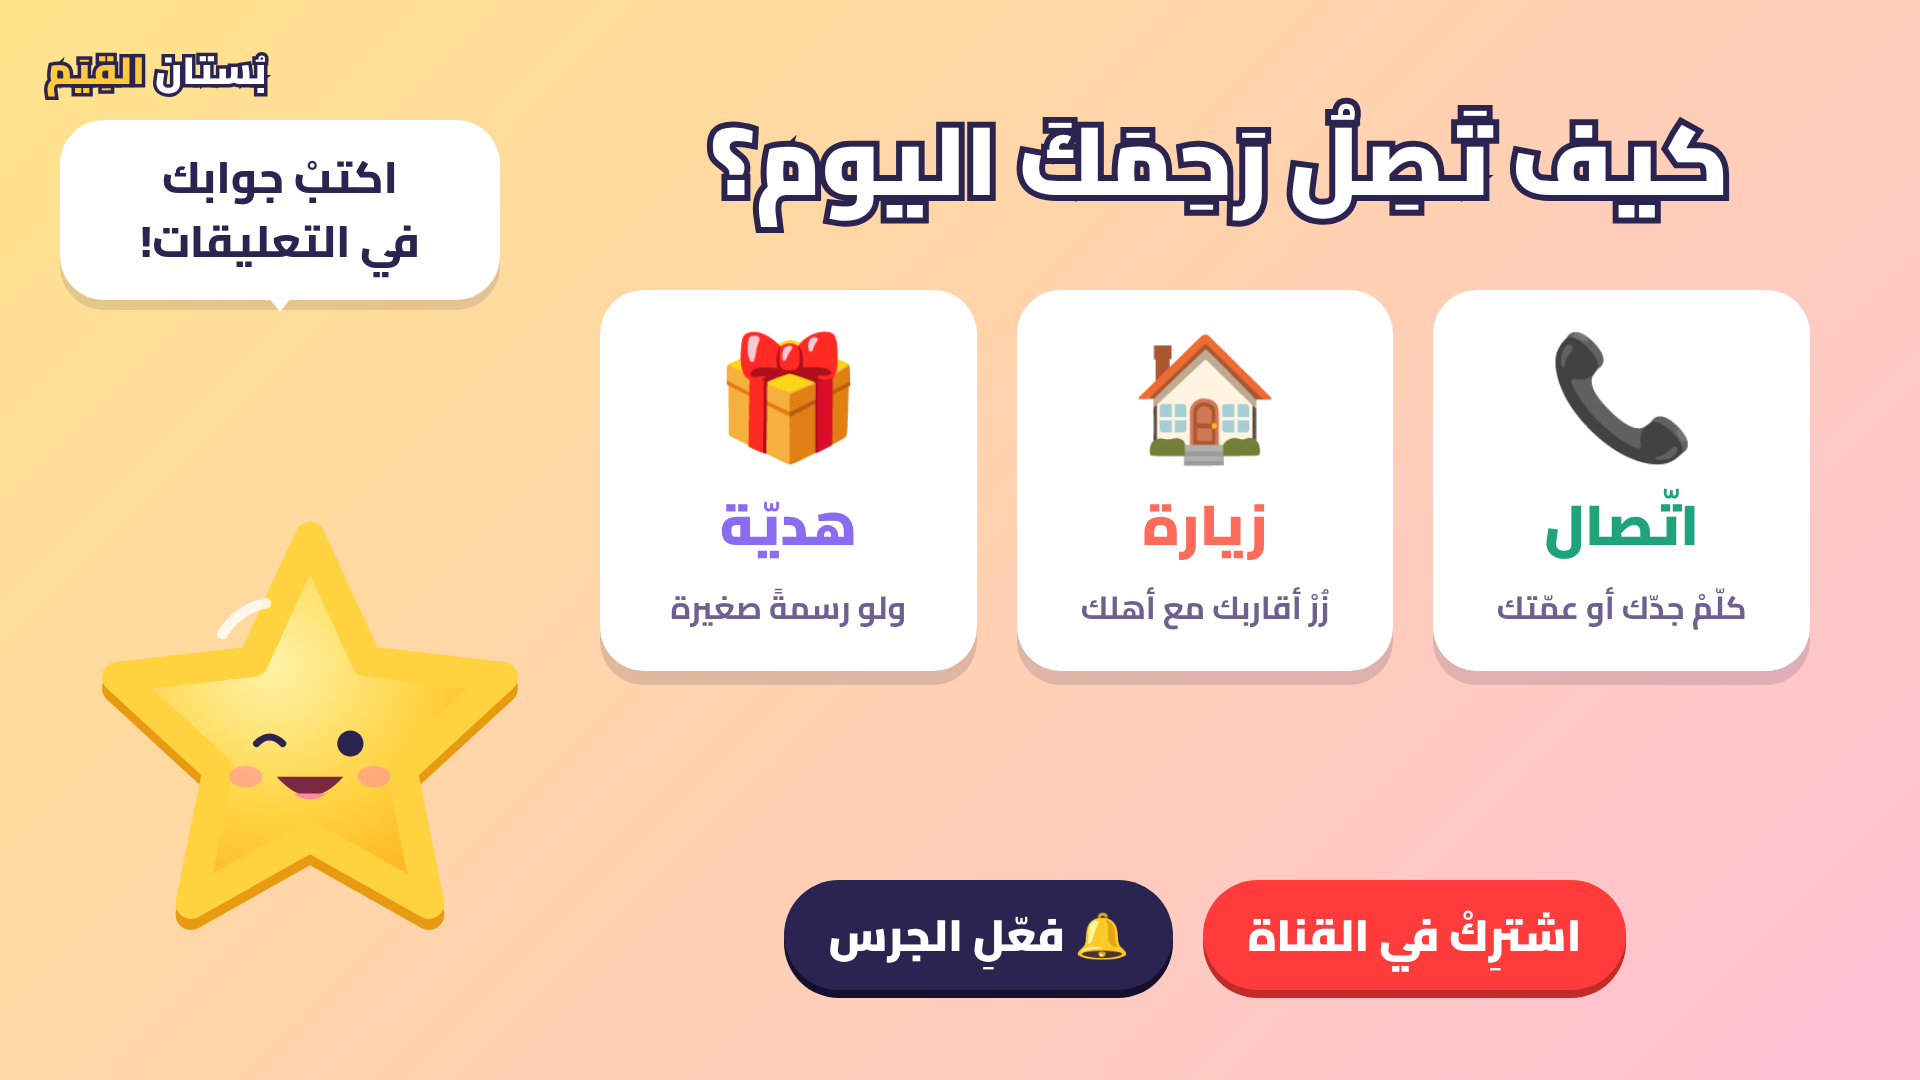 بُستان القِيَم
كيف تَصِلُ رَحِمَكَ اليوم؟
اكتبْ جوابك
في التعليقات!
اتّصال
كلّمْ جدّك أو عمّتك
زيارة
زُرْ أقاربك مع أهلك
هديّة
ولو رسمةً صغيرة
اشترِكْ في القناة
🔔 فعّلِ الجرس